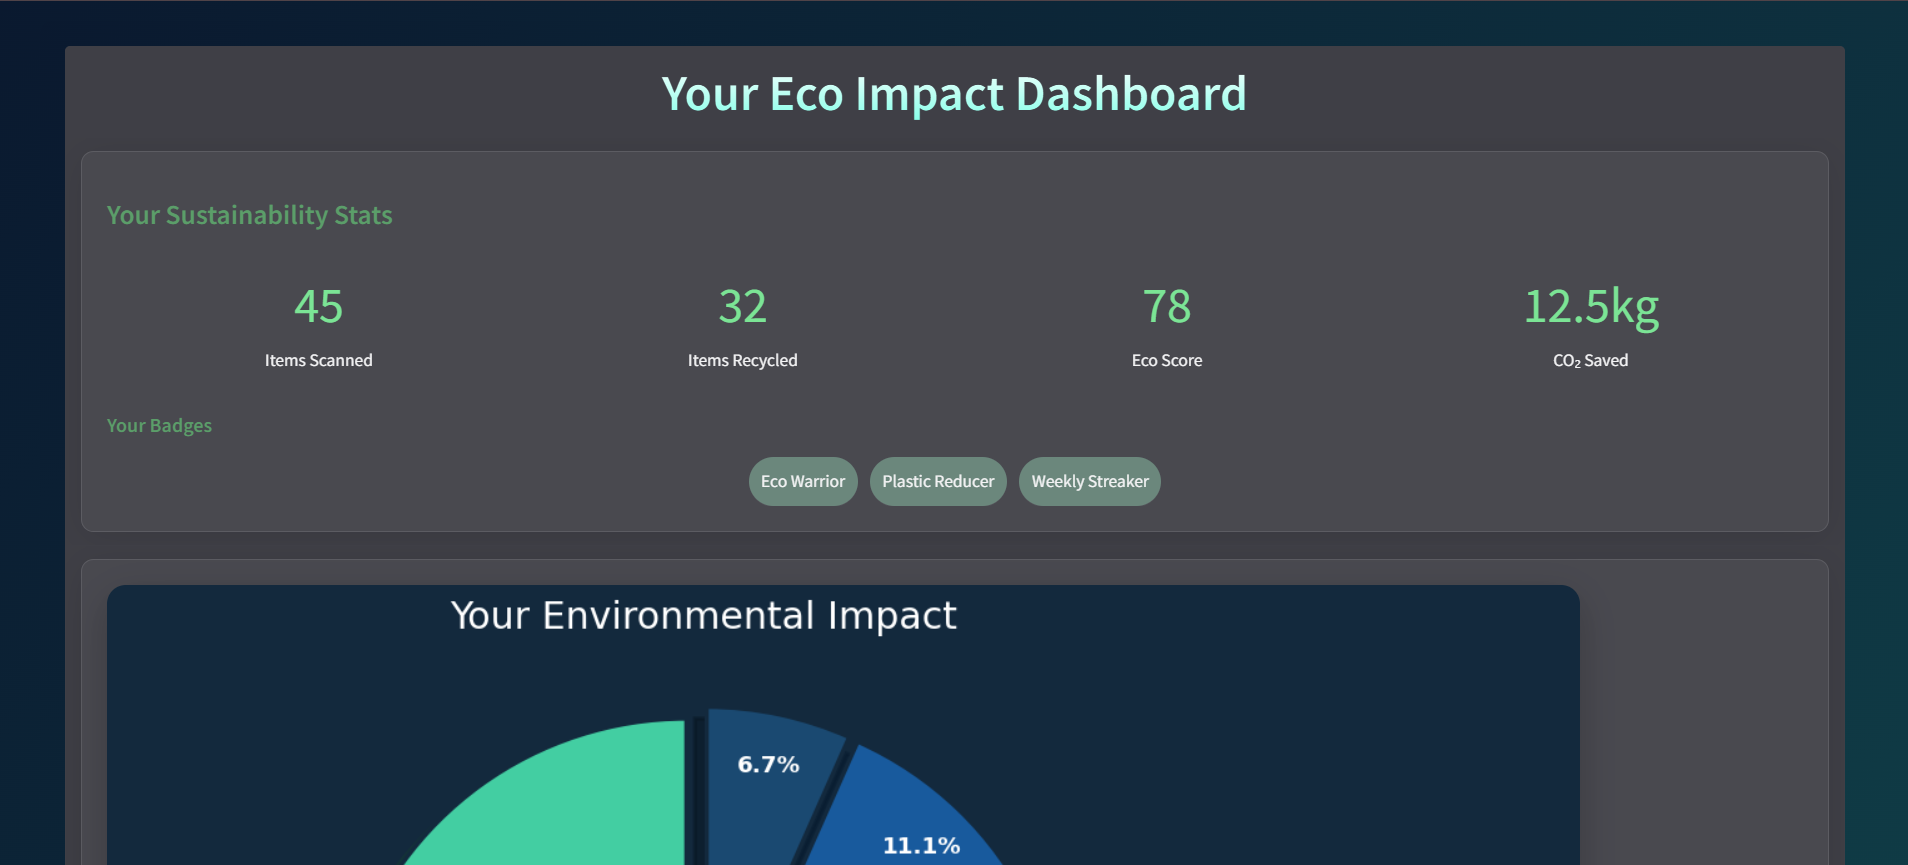 Your Eco Impact Dashboard
Your Sustainability Stats
45
32
78
12.5kg
Items Scanned
Items Recycled
Eco Score
CO₂ Saved
Your Badges
Eco Warrior
Plastic Reducer
Weekly Streaker
Your Environmental Impact
6.7%
11.1%